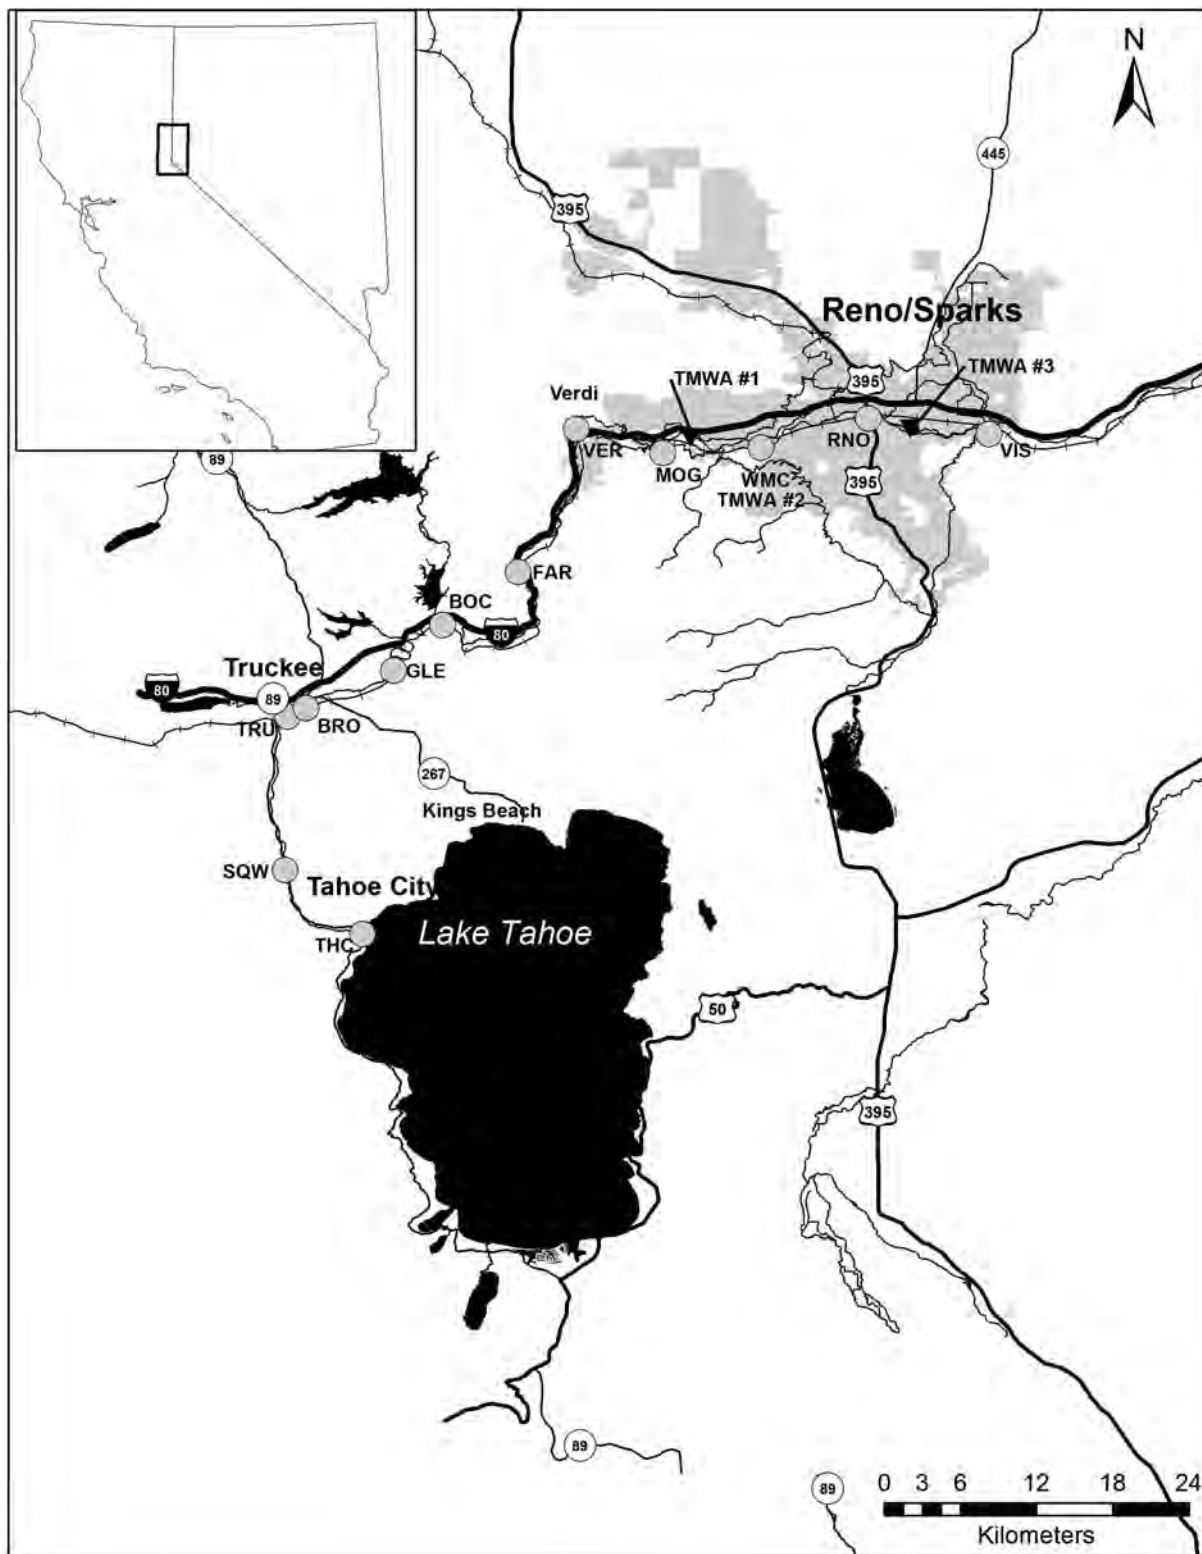 N
445
395
Reno/Sparks
395
TMWA #3
TMWA #1
Verdi
RNO
VER
VIS
MOG
WMC
395
TMWA #2
89
FAR
BOC
80
Truckee
GLE
80
89
TRU
BRO
267
Kings Beach
SQW
Tahoe City
Lake Tahoe
THC
50
395
89
89
0 3 6 12 18 24
Kilometers